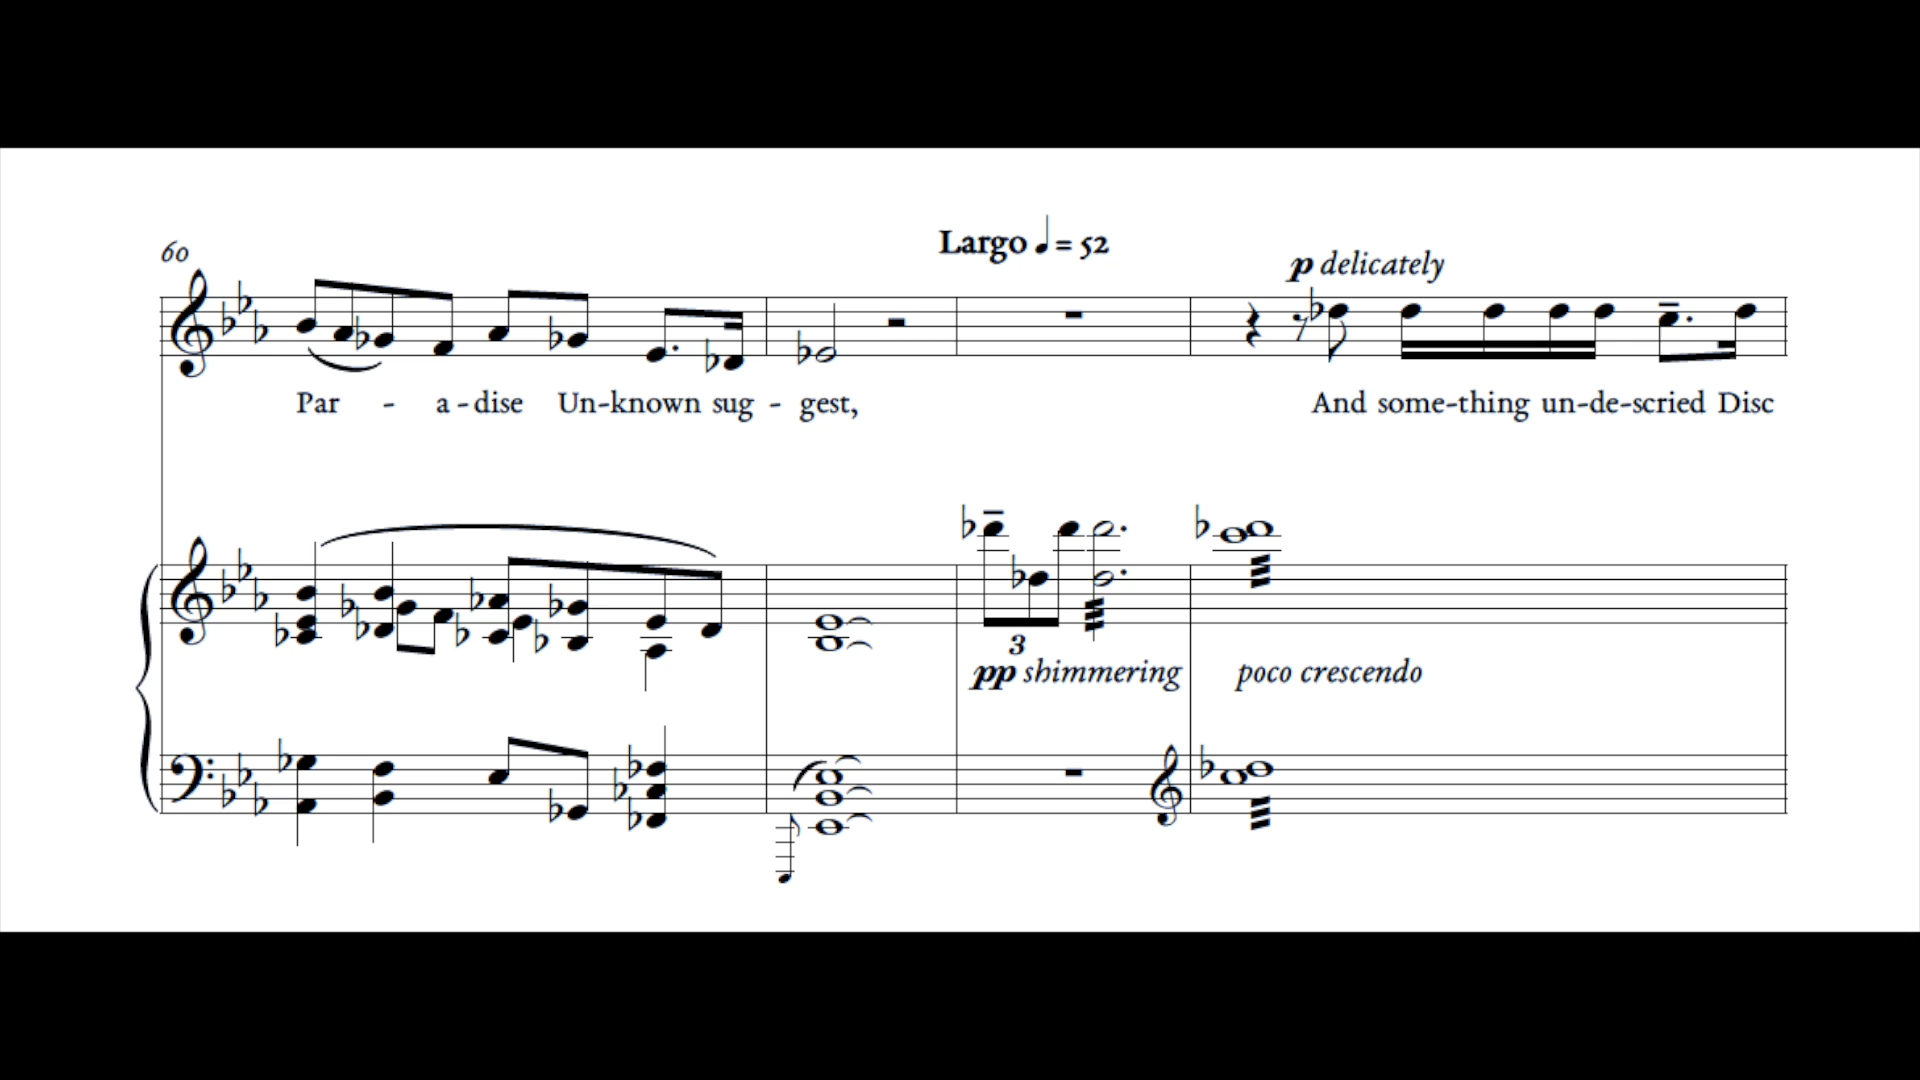 Largo ♩ = 52
60
p delicately
Par - a - dise Un-known sug - gest, And some-thing un-de-scried Disc
3
pp shimmering poco crescendo